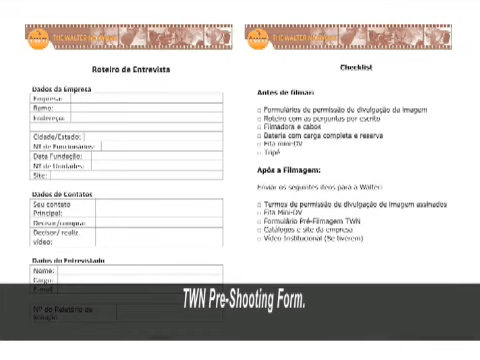 THE WALTER N
Roteiro de Entrevista
Dados da Empresa
Empresa:
Ramo:
Endereço:
Cidade/Estado:
Nº de Funcionários:
Data Fundação:
Nº de Unidades:
Site:
Dados de Contatos
Seu contato
Principal:
Decisor/compra:
Decisor/ realiz.
vídeo:
Dados do Entrevistado
Nome:
Cargo:
E-mail
Nº do Relatório de
THE WALTER
Checklist
Antes de filmar:
Formulários de permissão de divulgação da imagem
Roteiro com as perguntas por escrito
Filmadora e cabos
Bateria com carga completa e reserva
Fita mini-DV
Tripé
Após a Filmagem:
Enviar os seguintes itens para a Walter:
Termos de permissão de divulgação de imagem assinados
Fita Mini-DV
Formulário Pré-Filmagem TWN
Catálogos e site da empresa
Vídeo Institucional (Se tiverem)
TWN Pre-Shooting Form.